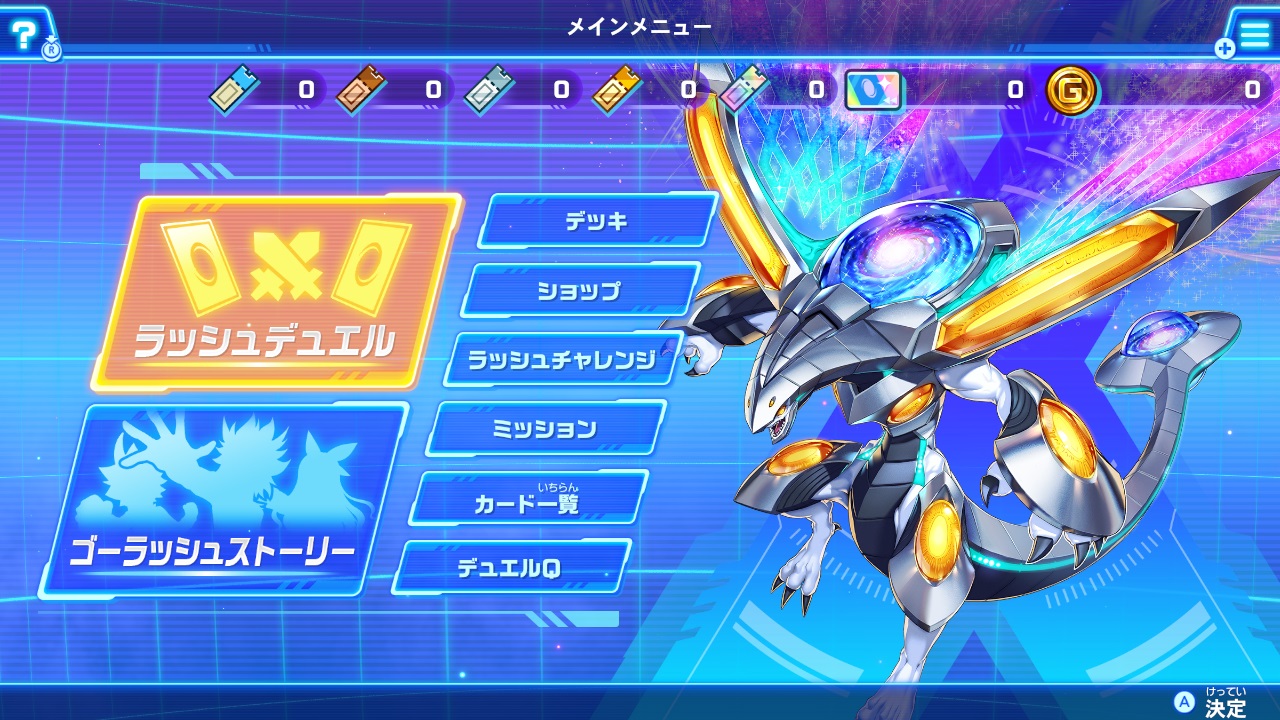 メインメニュー
?
R
+
0
0
0
0
0
0
G
0
ラッシュデュエル
ゴーラッシュストーリー
デッキ
ショップ
ラッシュチャレンジ
ミッション
いちらん
カード一覧
デュエルQ
けってい
A 決定